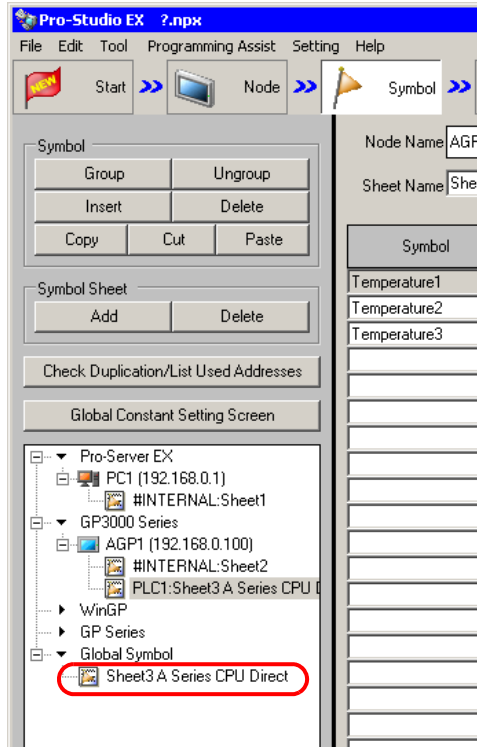 Pro-Studio EX ?.npx
File Edit Tool Programming Assist Setting Help
NEW Start Node Symbol
Symbol
Group Ungroup
Insert Delete
Copy Cut Paste
Symbol Sheet
Add Delete
Check Duplication/List Used Addresses
Global Constant Setting Screen
Pro-Server EX
PC1 (192.168.0.1)
#INTERNAL:Sheet1
GP3000 Series
AGP1 (192.168.0.100)
#INTERNAL:Sheet2
PLC1:Sheet3 A Series CPU D
WinGP
GP Series
Global Symbol
Sheet3 A Series CPU Direct
Node Name AGP
Sheet Name She
Symbol
Temperature1
Temperature2
Temperature3